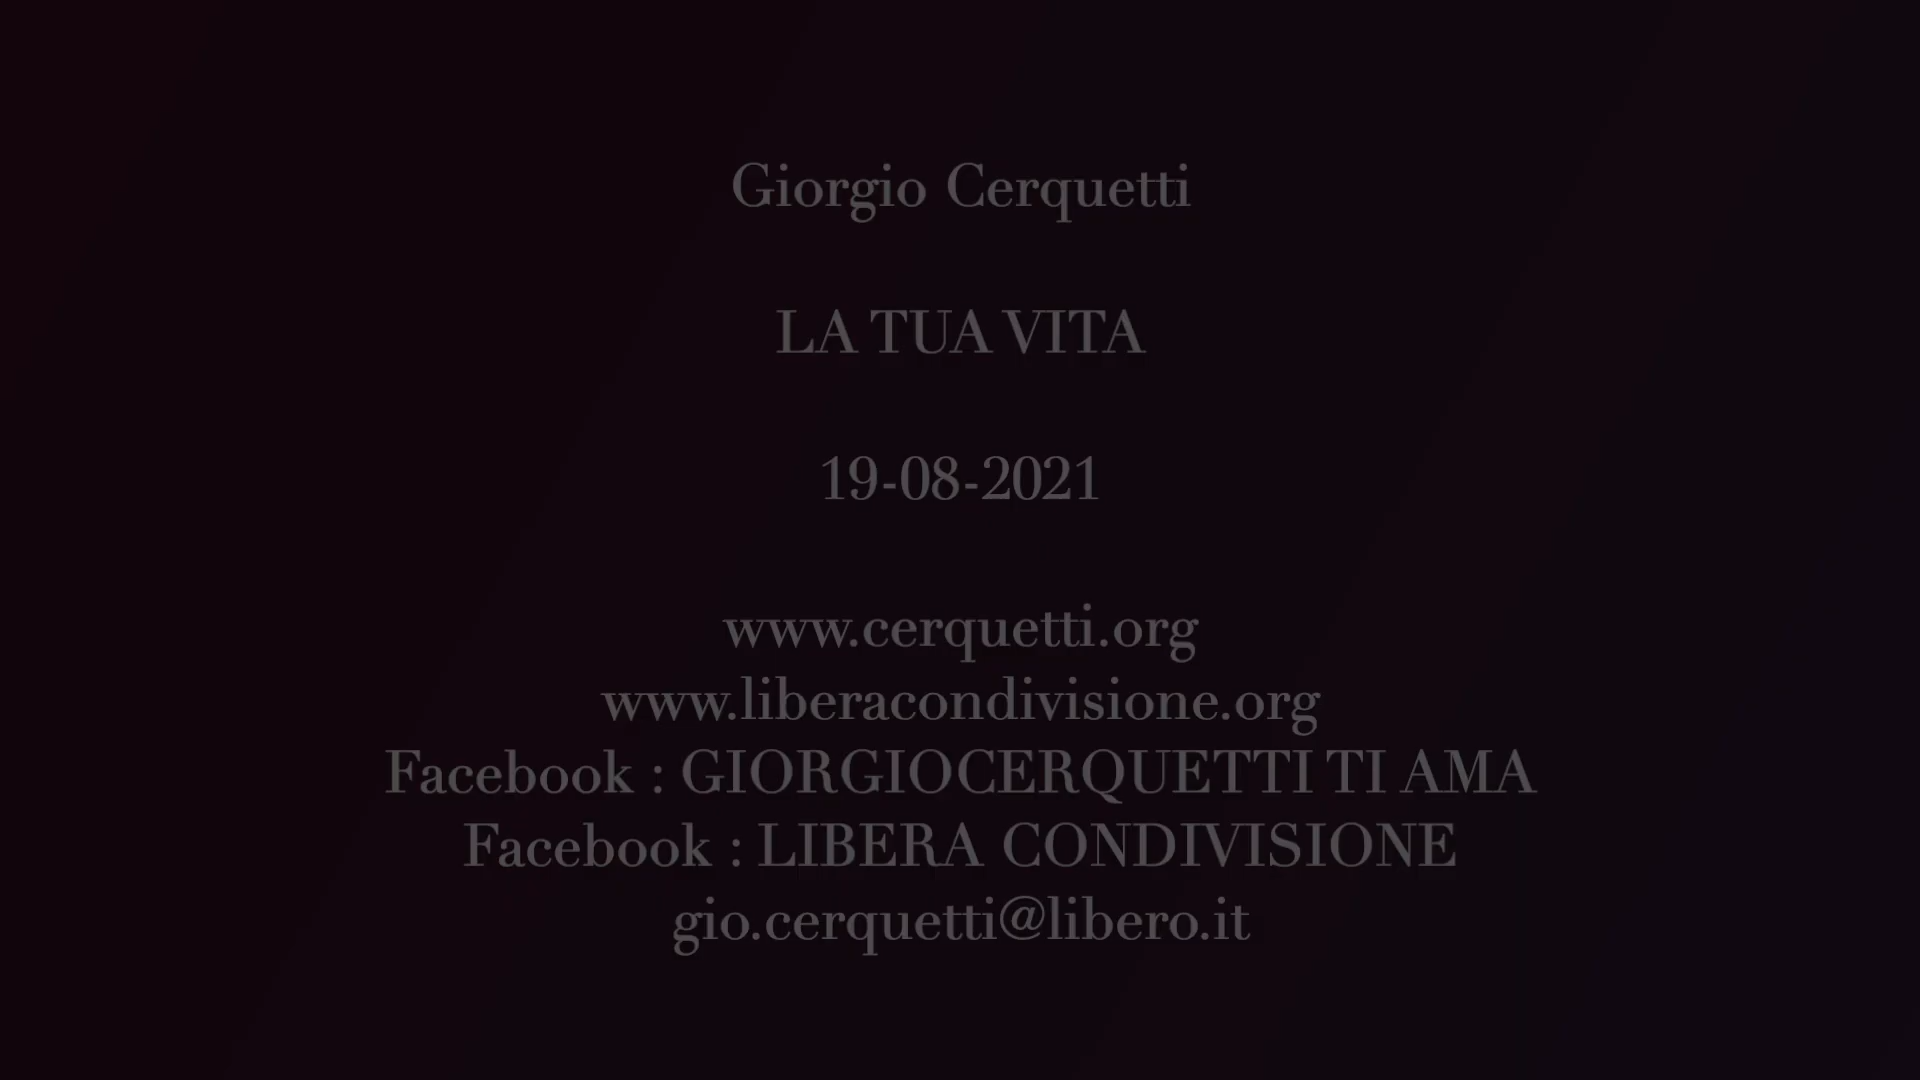 Giorgio Cerquetti
LA TUA VITA
19-08-2021
www.cerquetti.org
www.liberacondivisione.org
Facebook : GIORGIOCERQUETTI TI AMA
Facebook : LIBERA CONDIVISIONE
gio.cerquetti@libero.it